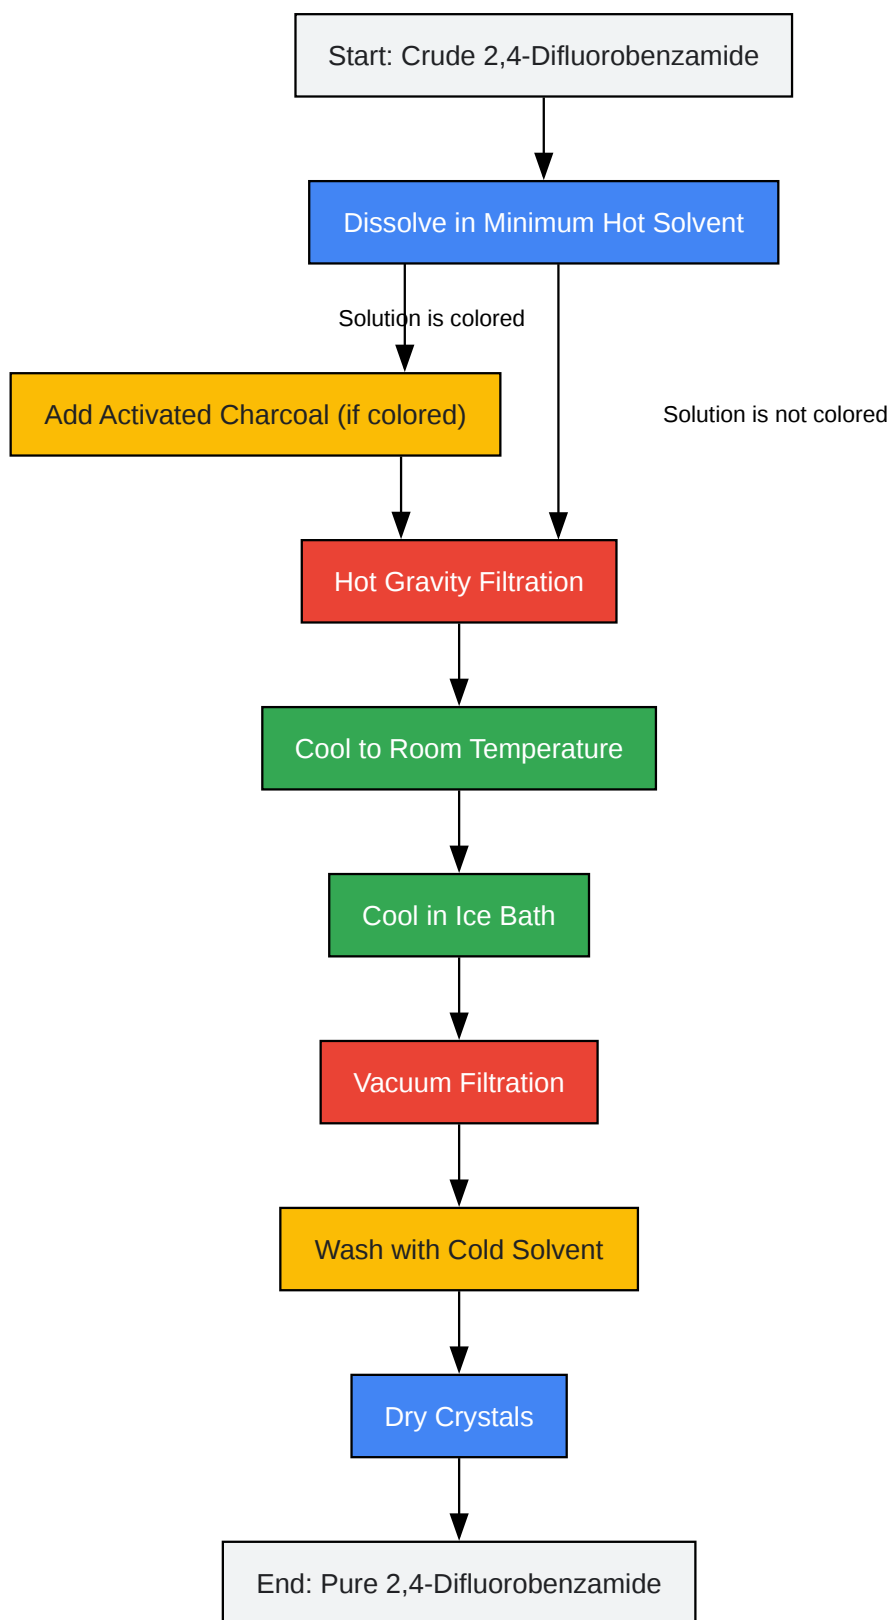 Start: Crude 2,4-Difluorobenzamide
Dissolve in Minimum Hot Solvent
Solution is colored
Add Activated Charcoal (if colored)
Solution is not colored
Hot Gravity Filtration
Cool to Room Temperature
Cool in Ice Bath
Vacuum Filtration
Wash with Cold Solvent
Dry Crystals
End: Pure 2,4-Difluorobenzamide